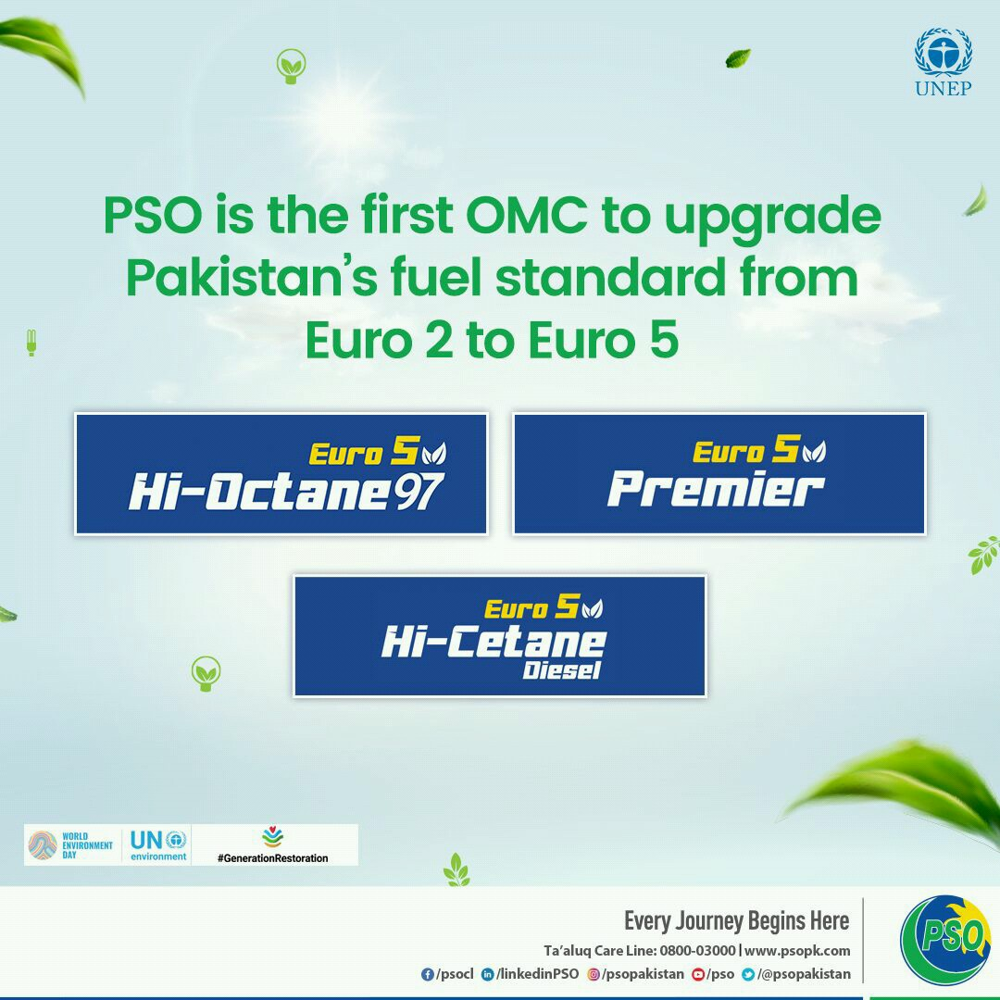 UNEP
PSO is the first OMC to upgrade
Pakistan's fuel standard from
Euro 2 to Euro 5
Euro 5
Hi-Octane 97
Euro 5
Premier
Euro 5
Hi-Cetane
Diesel
WORLD
ENVIRONMENT
DAY
UN
environment
#GenerationRestoration
Every Journey Begins Here
Ta'aluq Care Line: 0800-03000 | www.psopk.com
/psocl /linkedinPSO /psopakistan /pso /@psopakistan
PSO